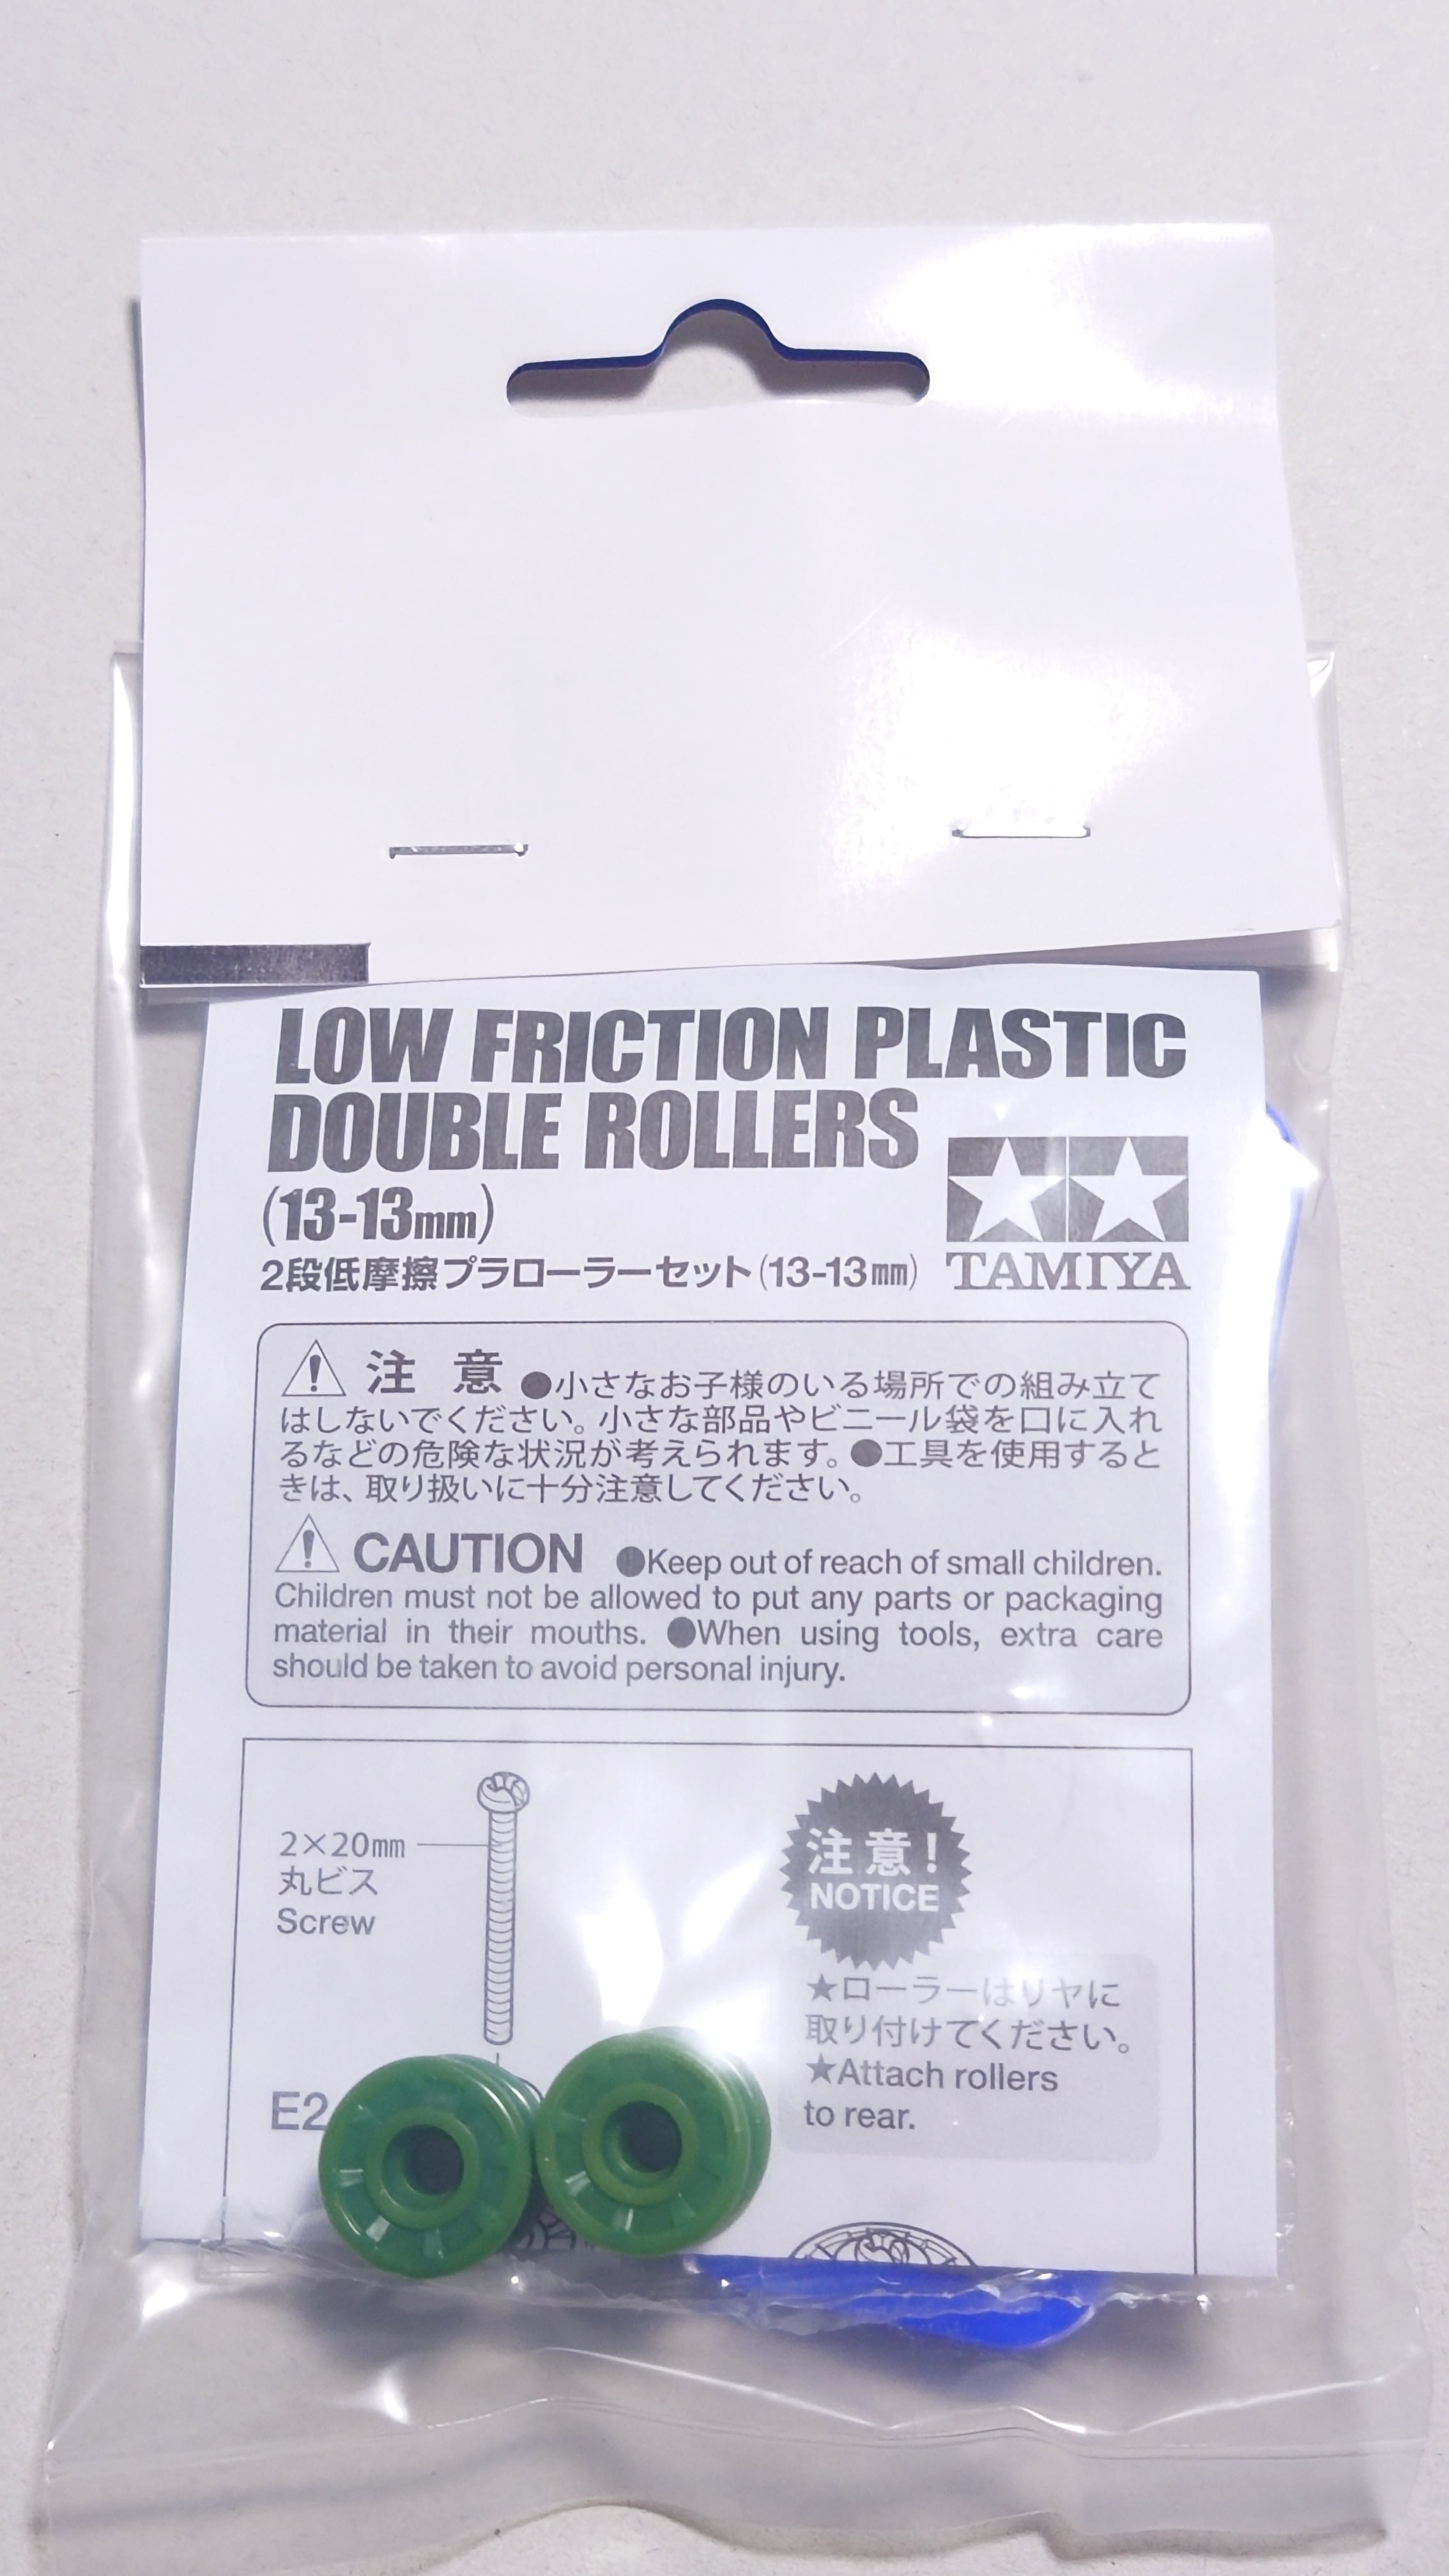 LOW FRICTION PLASTIC
DOUBLE ROLLERS
(13-13mm)
2段低摩擦プラローラーセット(13-13㎜)
TAMIYA
注 意 ●小さなお子様のいる場所での組み立て
はしないでください。小さな部品やビニール袋を口に入れ
るなどの危険な状況が考えられます。●工具を使用すると
きは、取り扱いに十分注意してください。
CAUTION ●Keep out of reach of small children.
Children must not be allowed to put any parts or packaging
material in their mouths. ●When using tools, extra care
should be taken to avoid personal injury.
2×20㎜
丸ビス
Screw
注意!
NOTICE
★ローラーはリヤに
取り付けてください。
★Attach rollers
to rear.
E2